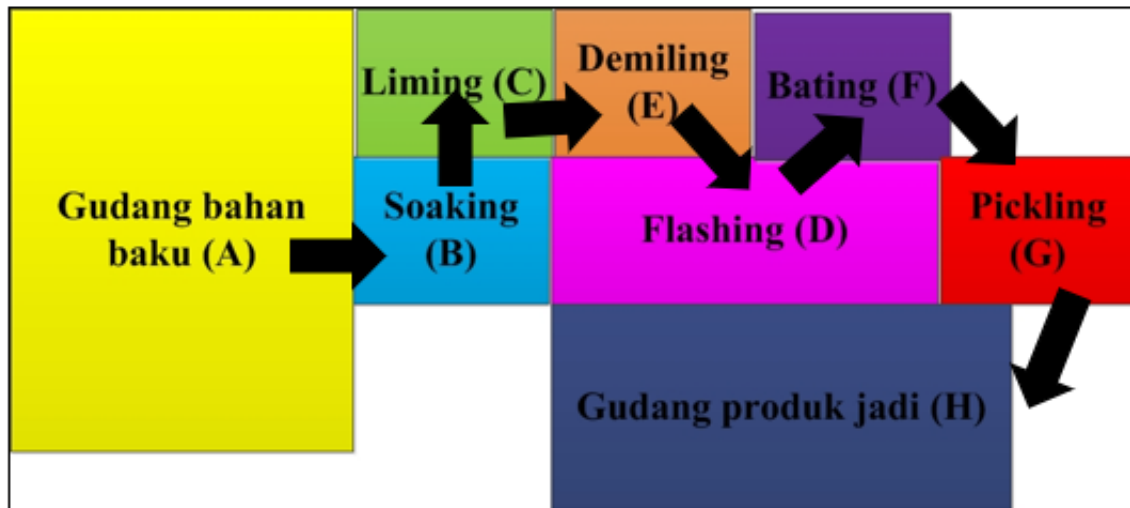 Gudang bahan
baku (A)
Soaking
(B)
Liming (C)
Demiling
(E)
Flashing (D)
Bating (F)
Pickling
(G)
Gudang produk jadi (H)